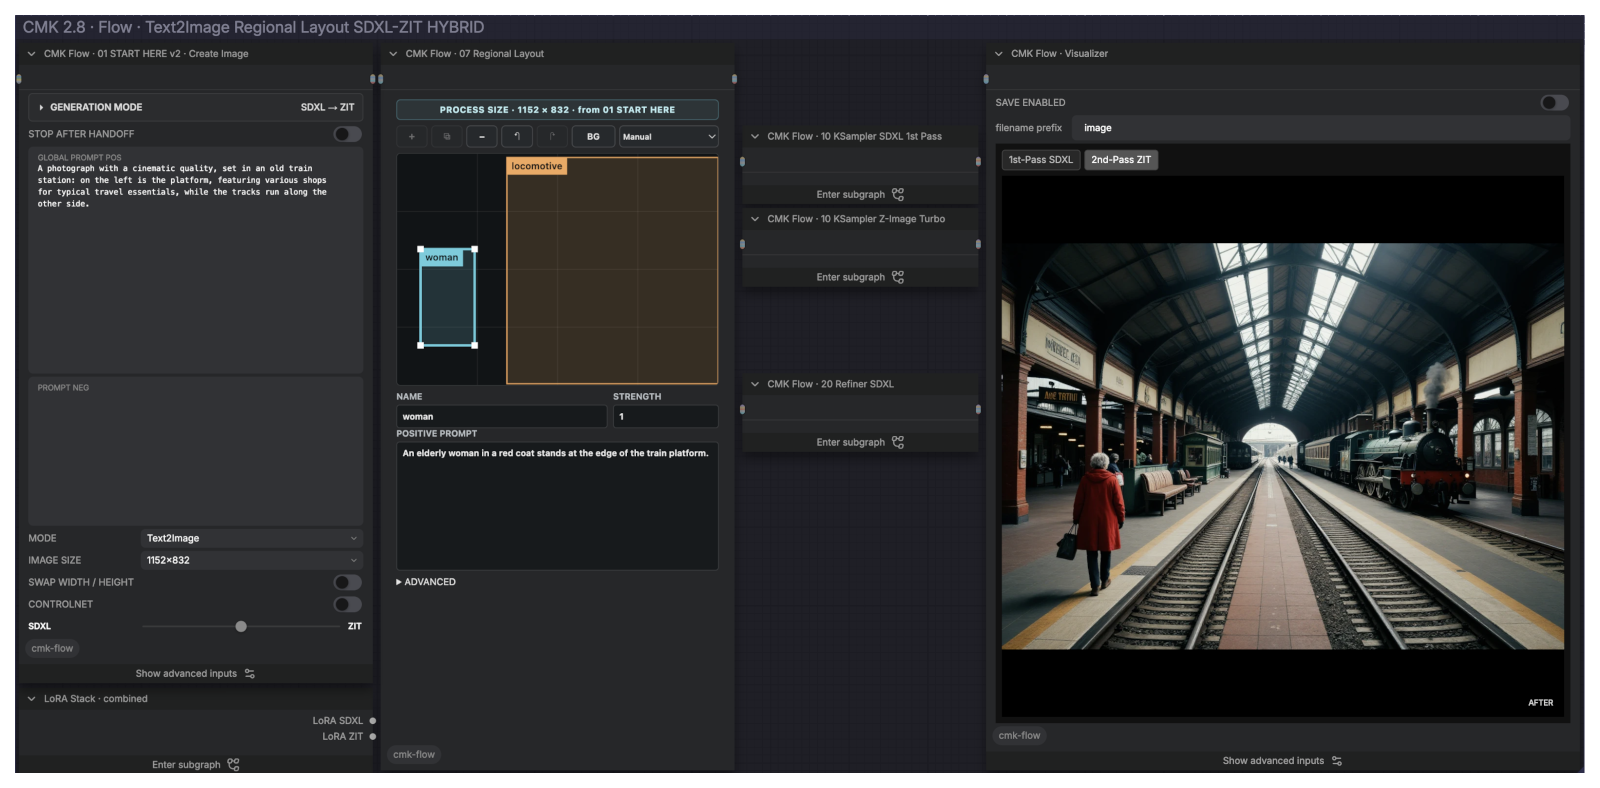 CMK 2.8 · Flow · Text2Image Regional Layout SDXL-ZIT HYBRID
CMK Flow · 01 START HERE v2 · Create Image
GENERATION MODE
SDXL → ZIT
STOP AFTER HANDOFF
GLOBAL PROMPT POS
A photograph with a cinematic quality, set in an old train
station: on the left is the platform, featuring various shops
for typical travel essentials, while the tracks run along the
other side.
PROMPT NEG
MODE
Text2Image
IMAGE SIZE
1152×832
SWAP WIDTH / HEIGHT
CONTROLNET
SDXL
ZIT
cmk-flow
Show advanced inputs
LoRA Stack · combined
LoRA SDXL
LoRA ZIT
Enter subgraph
CMK Flow · 07 Regional Layout
PROCESS SIZE · 1152 × 832 · from 01 START HERE
BG
Manual
locomotive
woman
NAME
STRENGTH
woman
1
POSITIVE PROMPT
An elderly woman in a red coat stands at the edge of the train platform.
ADVANCED
cmk-flow
CMK Flow · 10 KSampler SDXL 1st Pass
Enter subgraph
CMK Flow · 10 KSampler Z-Image Turbo
Enter subgraph
CMK Flow · 20 Refiner SDXL
Enter subgraph
CMK Flow · Visualizer
SAVE ENABLED
filename prefix
image
1st-Pass SDXL
2nd-Pass ZIT
AFTER
cmk-flow
Show advanced inputs